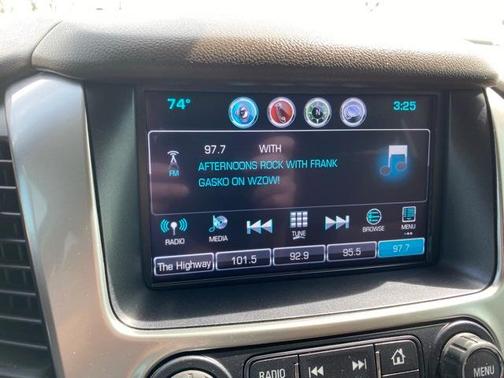 74° N 3:25
97.7 WITH
FM AFTERNOONS ROCK WITH FRANK
GASKO ON WZOW!
RADIO MEDIA TUNE BROWSE MENU
The Highway 101.5 92.9 95.5 97.7
RADIO MENU